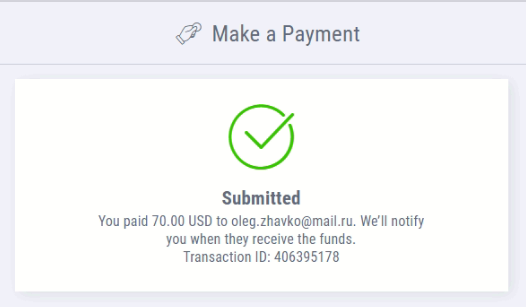 Make a Payment
Submitted
You paid 70.00 USD to oleg.zhavko@mail.ru. We'll notify
you when they receive the funds.
Transaction ID: 406395178